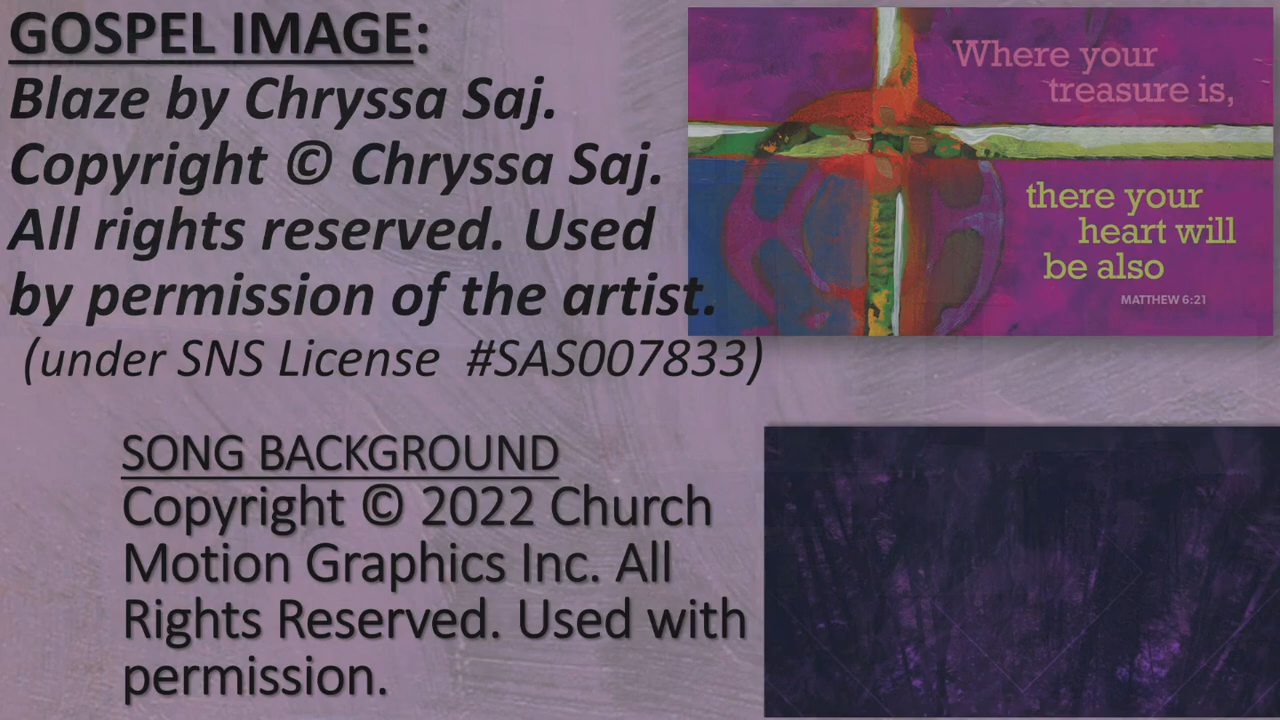 GOSPEL IMAGE:
Blaze by Chryssa Saj.
Copyright © Chryssa Saj.
All rights reserved. Used
by permission of the artist.
(under SNS License #SAS007833)
Where your
treasure is,
there your
heart will
be also
MATTHEW 6:21
SONG BACKGROUND
Copyright © 2022 Church
Motion Graphics Inc. All
Rights Reserved. Used with
permission.